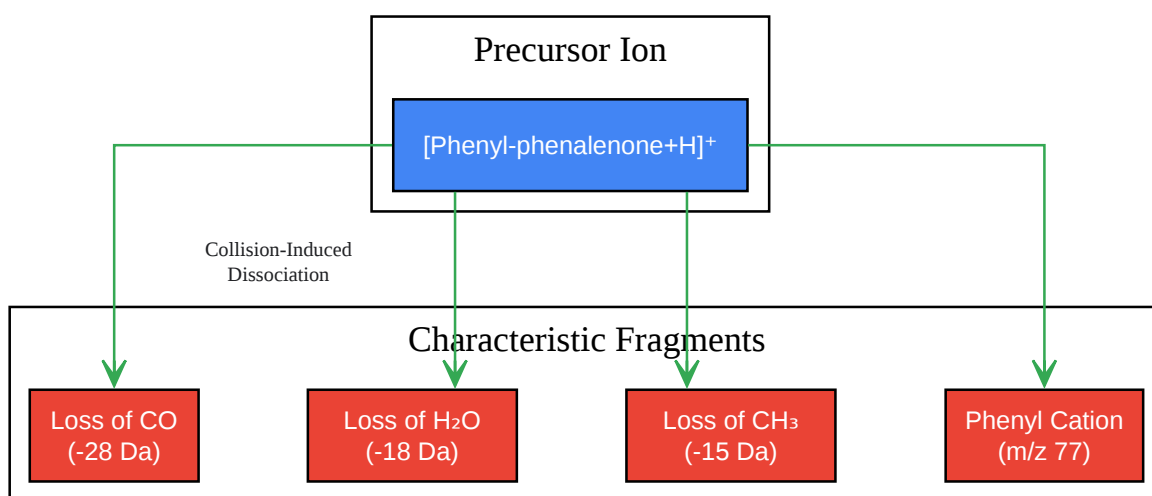 Precursor Ion
[Phenyl-phenalenone+H]⁺
Collision-Induced
Dissociation
Characteristic Fragments
Loss of CO
(-28 Da)
Loss of H₂O
(-18 Da)
Loss of CH₃
(-15 Da)
Phenyl Cation
(m/z 77)